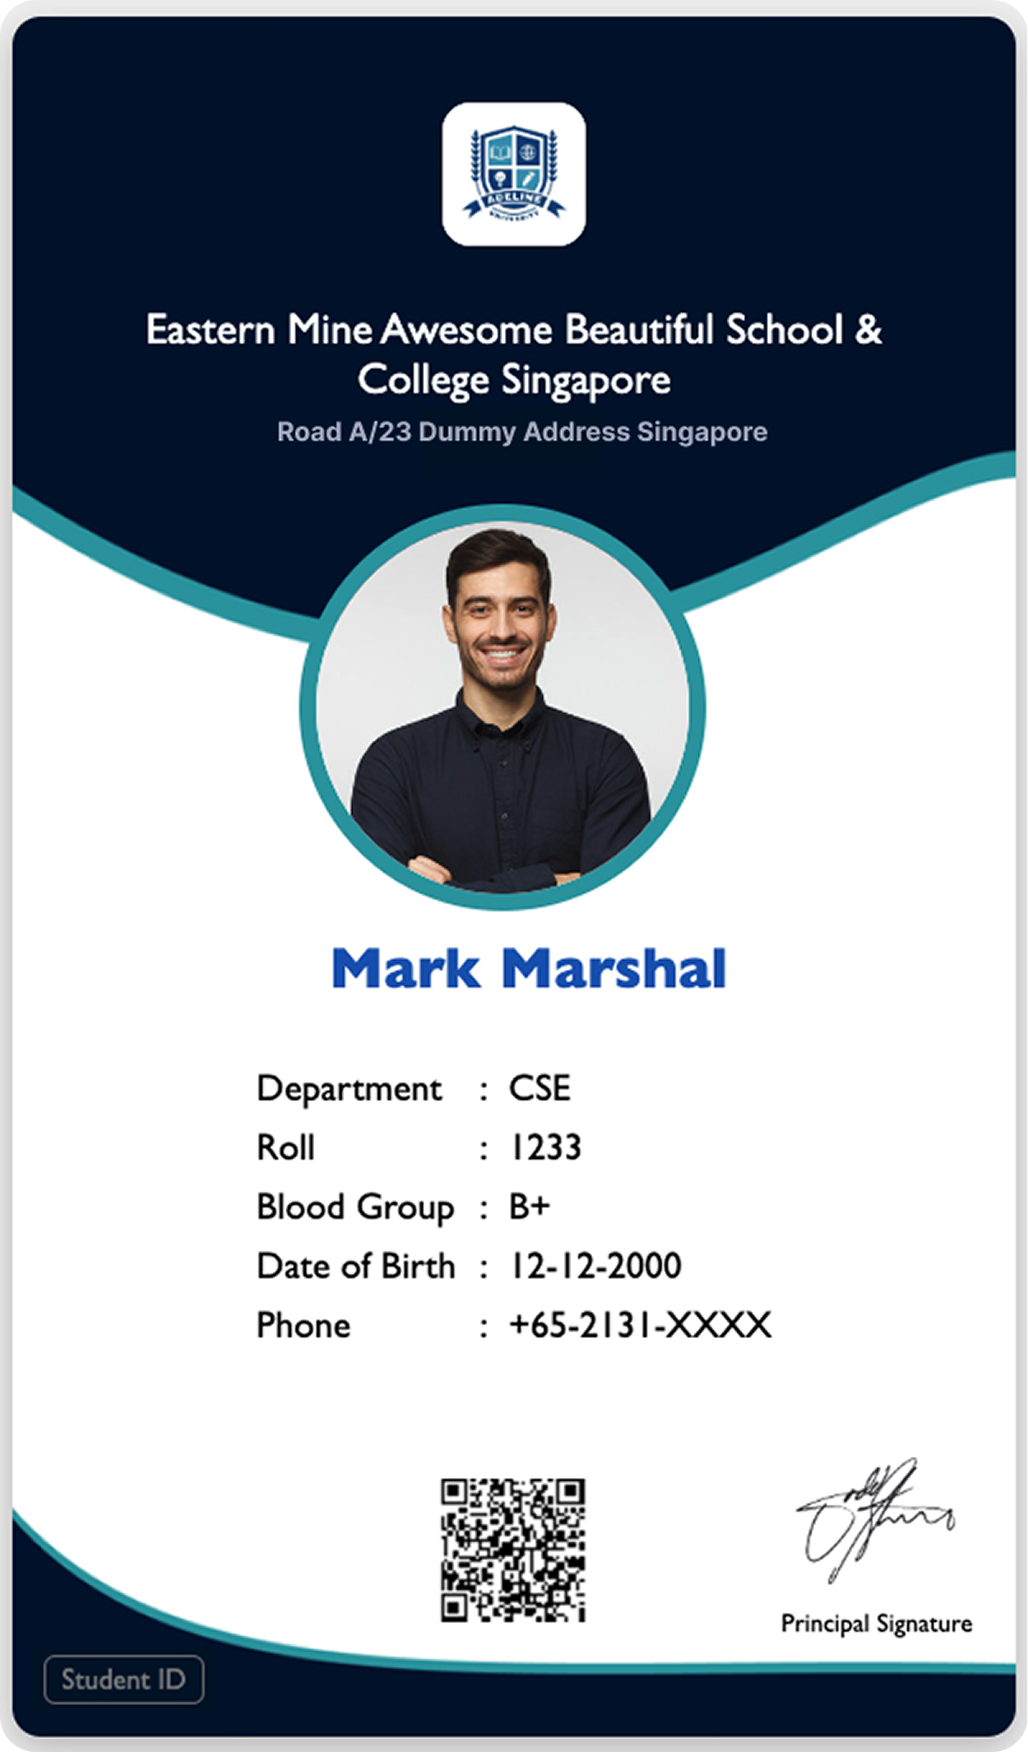 ADELINE
UNIVERSITY
Eastern Mine Awesome Beautiful School &
College Singapore
Road A/23 Dummy Address Singapore
Mark Marshal
Department : CSE
Roll : 1233
Blood Group : B+
Date of Birth : 12-12-2000
Phone : +65-2131-XXXX
Principal Signature
Student ID